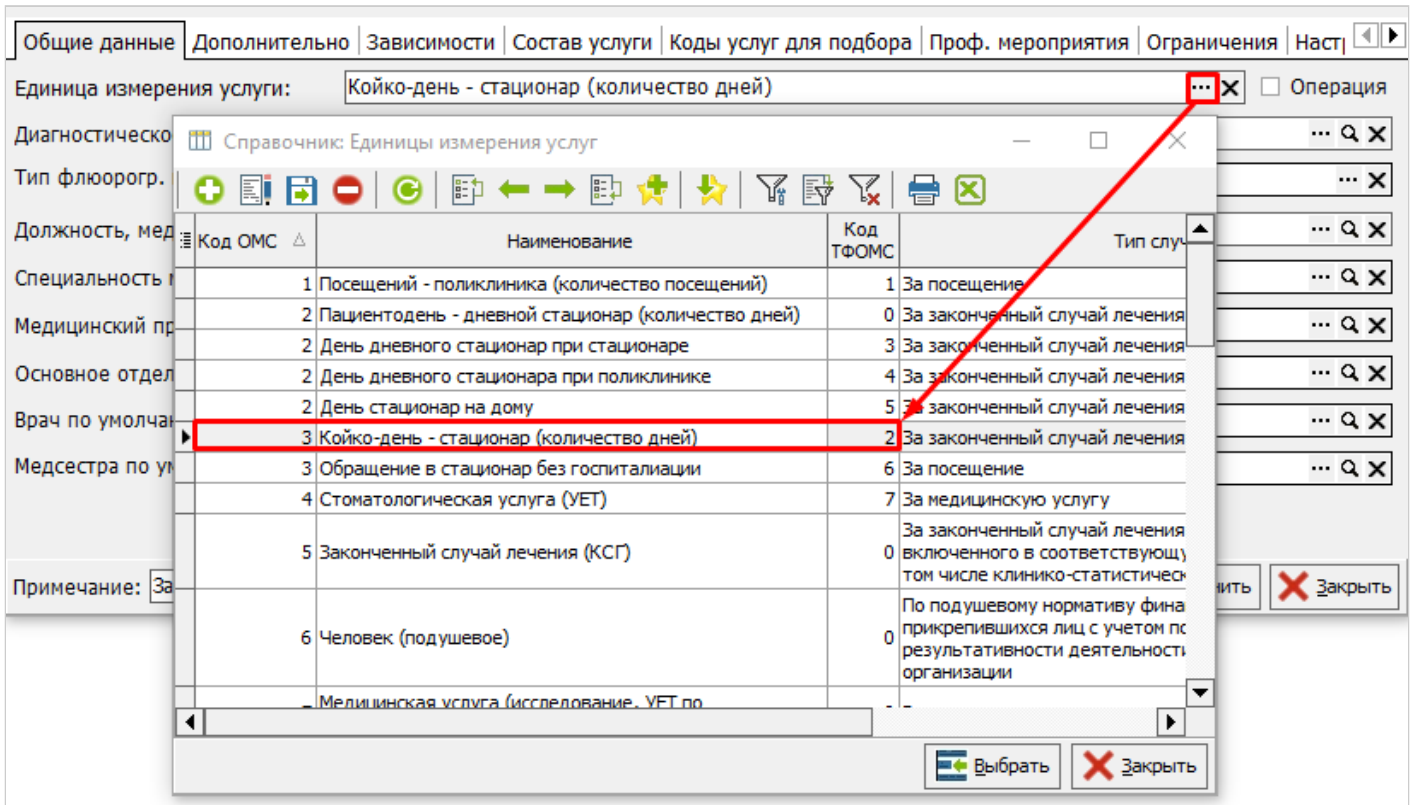 Общие данные Дополнительно Зависимости Состав услуги Коды услуг для подбора Проф. мероприятия Ограничения
Единица измерения услуги: Койко-день - стационар (количество дней) ... Операция
Справочник: Единицы измерения услуг
Тип флюорогр.
Код ОМС Наименование Код ТФОМС Тип
1 Посещений - поликлиника (количество посещений) 1 За посещение
2 Пациентодень - дневной стационар (количество дней) 0 За законченный случай лечения
2 День дневного стационар при стационаре 3 За законченный случай лечения
2 День дневного стационара при поликлинике 4 За законченный случай лечения
2 День стационар на дому 5 За законченный случай лечения
3 Койко-день - стационар (количество дней) 2 За законченный случай лечения
3 Обращение в стационар без госпиталиации 6 За посещение
4 Стоматологическая услуга (УЕТ) 7 За медицинскую услугу
5 Законченный случай лечения (КСГ) 0 За законченный случай лечения
включенного в
соответствующу
том числе клинико-статистическ
6 Человек (подушевое) 0 По подушевому нормативу фина
прикрепившихся лиц с учетом по
результативности деятельности
организации
Медицинская услуга (исследование, УЕТ по
Должность, мед
Специальность
Медицинский пр
Основное отдел
Врач по умолчан
Медсестра по ум
Диагностическо
Примечание: За
Закрыть
Выбрать Закрыть